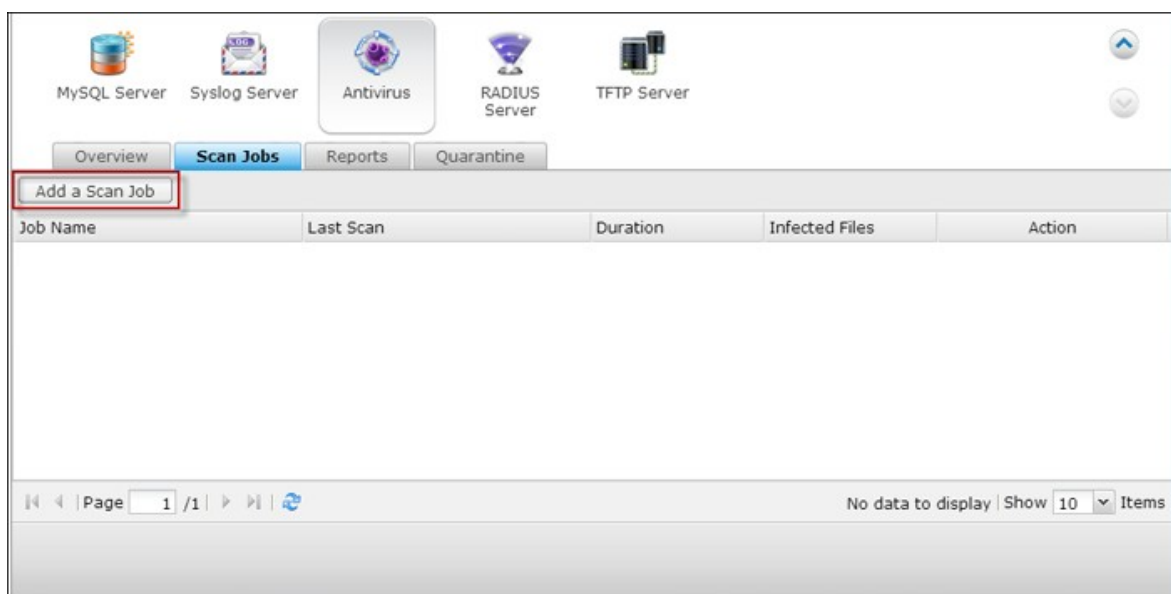 LOG
MySQL Server
Syslog Server
Antivirus
RADIUS
Server
TFTP Server
Overview
Scan Jobs
Reports
Quarantine
Add a Scan Job
Job Name
Last Scan
Duration
Infected Files
Action
Page 1 /1
No data to display Show 10 Items